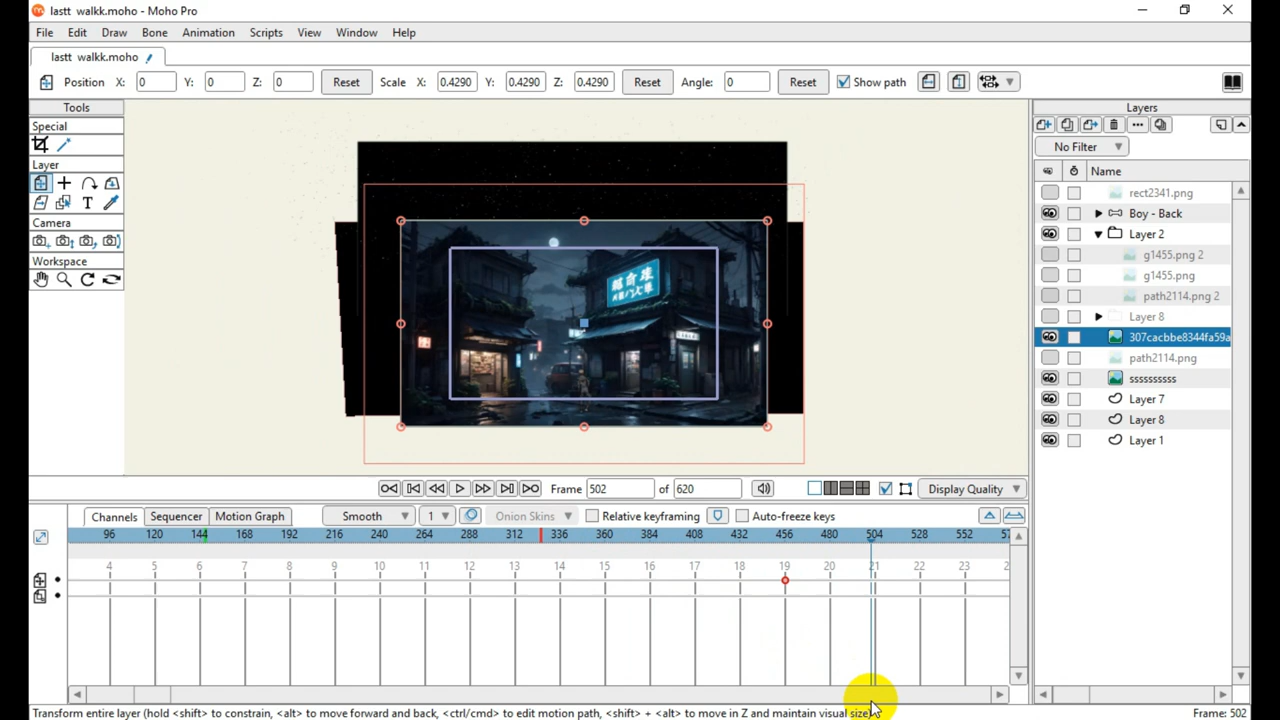 lastt  walkk.moho - Moho Pro
File Edit Draw Bone Animation Scripts View Window Help
lastt  walkk.moho
Position X: 0 Y: 0 Z: 0 Reset Scale X: 0.4290 Y: 0.4290 Z: 0.4290 Reset Angle: 0 Reset Show path
Tools
Special
Layer
T
Camera
Workspace
Layers
No Filter
Name
rect2341.png
Boy - Back
Layer 2
g1455.png 2
g1455.png
path2114.png 2
Layer 8
307cacbbe8344fa59a
path2114.png
ssssssssss
Layer 7
Layer 8
Layer 1
Frame 502 of 620 Display Quality
Channels Sequencer Motion Graph Smooth 1 Onion Skins Relative keyframing Auto-freeze keys
96 120 144 168 192 216 240 264 288 312 336 360 384 408 432 456 480 504 528 552
4 5 6 7 8 9 10 11 12 13 14 15 16 17 18 19 20 21 22 23
Transform entire layer (hold <shift> to constrain, <alt> to move forward and back, <ctrl/cmd> to edit motion path, <shift> + <alt> to move in Z and maintain visual size)
Frame: 502